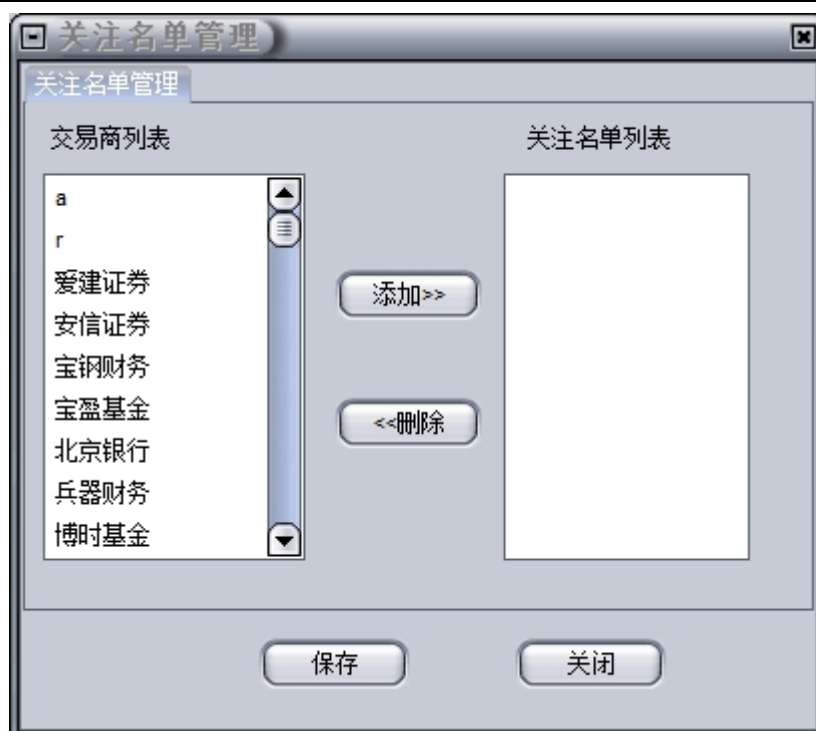 关注名单管理
关注名单管理
交易商列表
关注名单列表
a
r
爱建证券
安信证券
宝钢财务
宝盈基金
北京银行
兵器财务
博时基金
添加>>
<<删除
保存
关闭